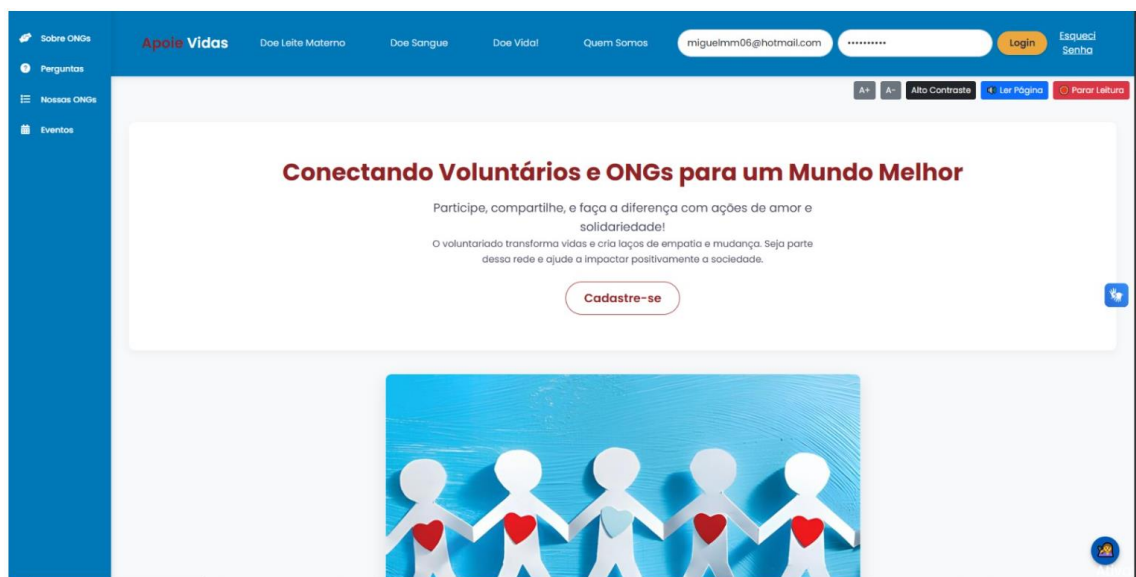 Sobre ONGs
Perguntas
Nossas ONGs
Eventos
Apoie Vidas
Doe Leite Materno
Doe Sangue
Doe Vida!
Quem Somos
miguelmm06@hotmail.com
••••••••••
Login
Esqueci
Senha
A+
A-
Alto Contraste
Ler Página
Parar Leitura
Conectando Voluntários e ONGs para um Mundo Melhor
Participe, compartilhe, e faça a diferença com ações de amor e
solidariedade!
O voluntariado transforma vidas e cria laços de empatia e mudança. Seja parte
dessa rede e ajude a impactar positivamente a sociedade.
Cadastre-se